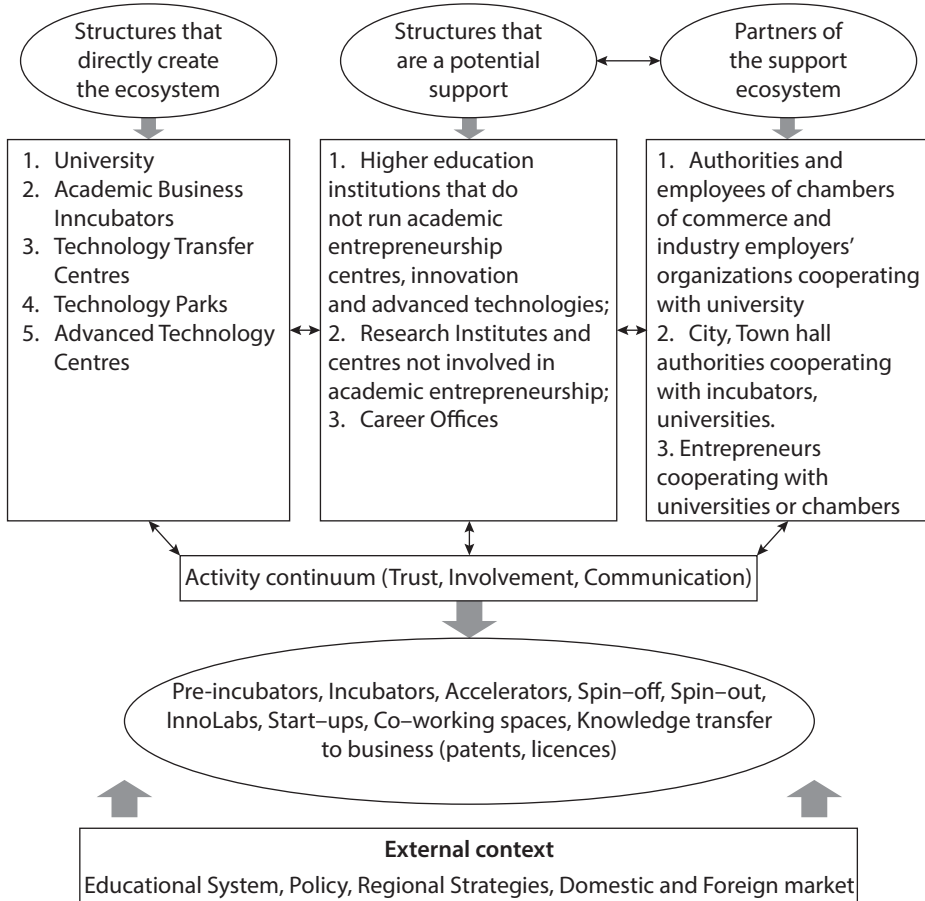 Structures that
directly create
the ecosystem
Structures that
are a potential
support
Partners of
the support
ecosystem
1. University
2. Academic Business
Inncubators
3. Technology Transfer
Centres
4. Technology Parks
5. Advanced Technology
Centres
1. Higher education
institutions that do
not run academic
entrepreneurship
centres, innovation
and advanced technologies;
2. Research Institutes and
centres not involved in
academic entrepreneurship;
3. Career Offices
1. Authorities and
employees of chambers
of commerce and
industry employers’
organizations cooperating
with university
2. City, Town hall
authorities cooperating
with incubators,
universities.
3. Entrepreneurs
cooperating with
universities or chambers
Activity continuum (Trust, Involvement, Communication)
Pre-incubators, Incubators, Accelerators, Spin–off, Spin–out,
InnoLabs, Start–ups, Co–working spaces, Knowledge transfer
to business (patents, licences)
External context
Educational System, Policy, Regional Strategies, Domestic and Foreign market